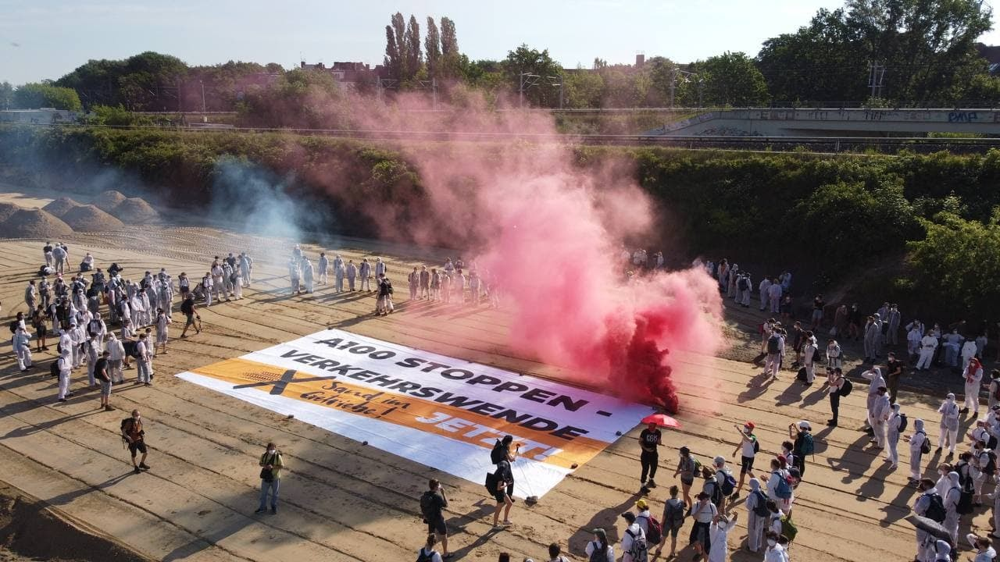 A100 STOPPEN -
VERKEHRSWENDE
JETZT!
Sand im
Getriebe!